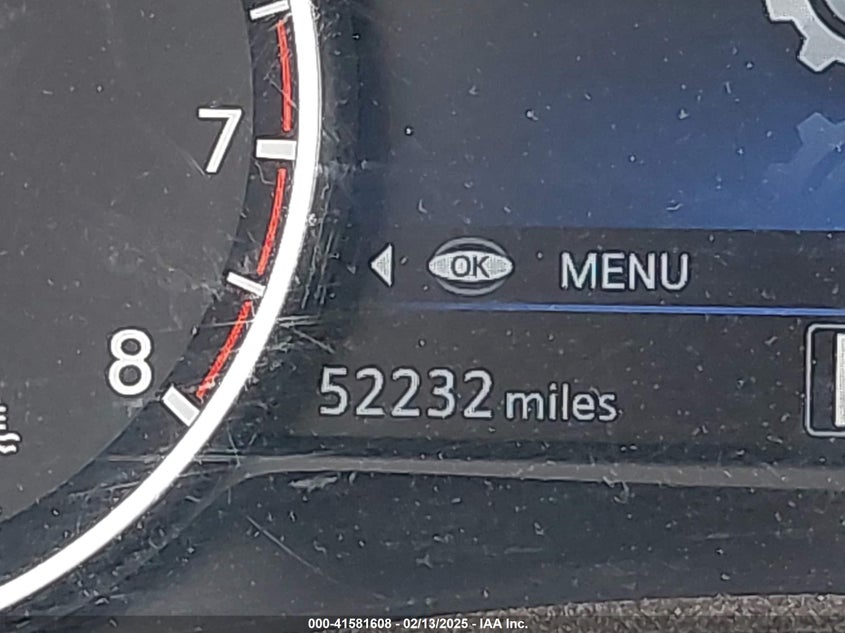 7
OK MENU
8
52232 miles
000-41581608 - 02/13/2025 - IAA Inc.